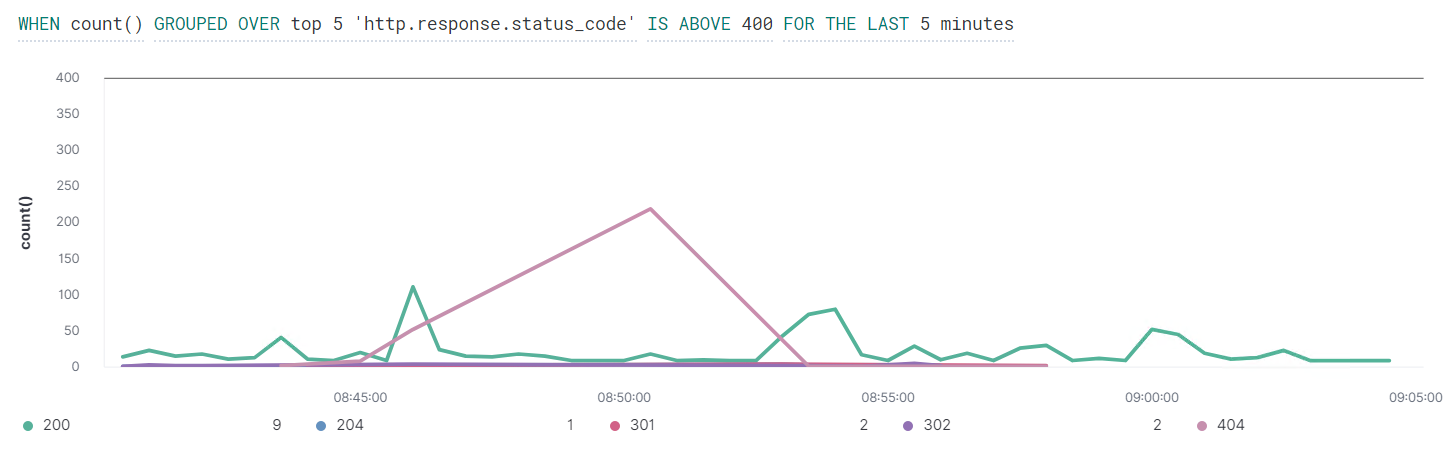 WHEN count() GROUPED OVER top 5 'http.response.status_code' IS ABOVE 400 FOR THE LAST 5 minutes
400
350
300
250
200
150
100
50
0
count()
08:45:00 08:50:00 08:55:00 09:00:00 09:05:00
200 9 204 1 301 2 302 2 404